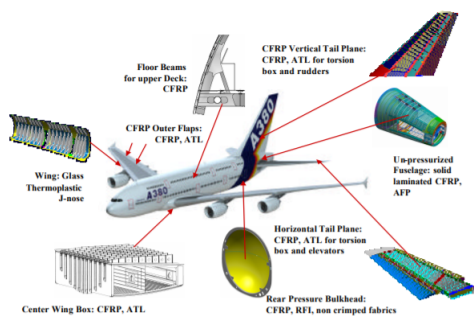 Floor Beams
for upper Deck:
CFRP
CFRP Vertical Tail Plane:
CFRP, ATL for torsion
box and rudders
CFRP Outer Flaps:
CFRP, ATL
Wing: Glass
Thermoplastic
J-nose
A380
A380
Un-pressurized
Fuselage: solid
laminated CFRP,
AFP
Horizontal Tail Plane:
CFRP, ATL for torsion
box and elevators
Center Wing Box: CFRP, ATL
Rear Pressure Bulkhead:
CFRP, RFI, non crimped fabrics